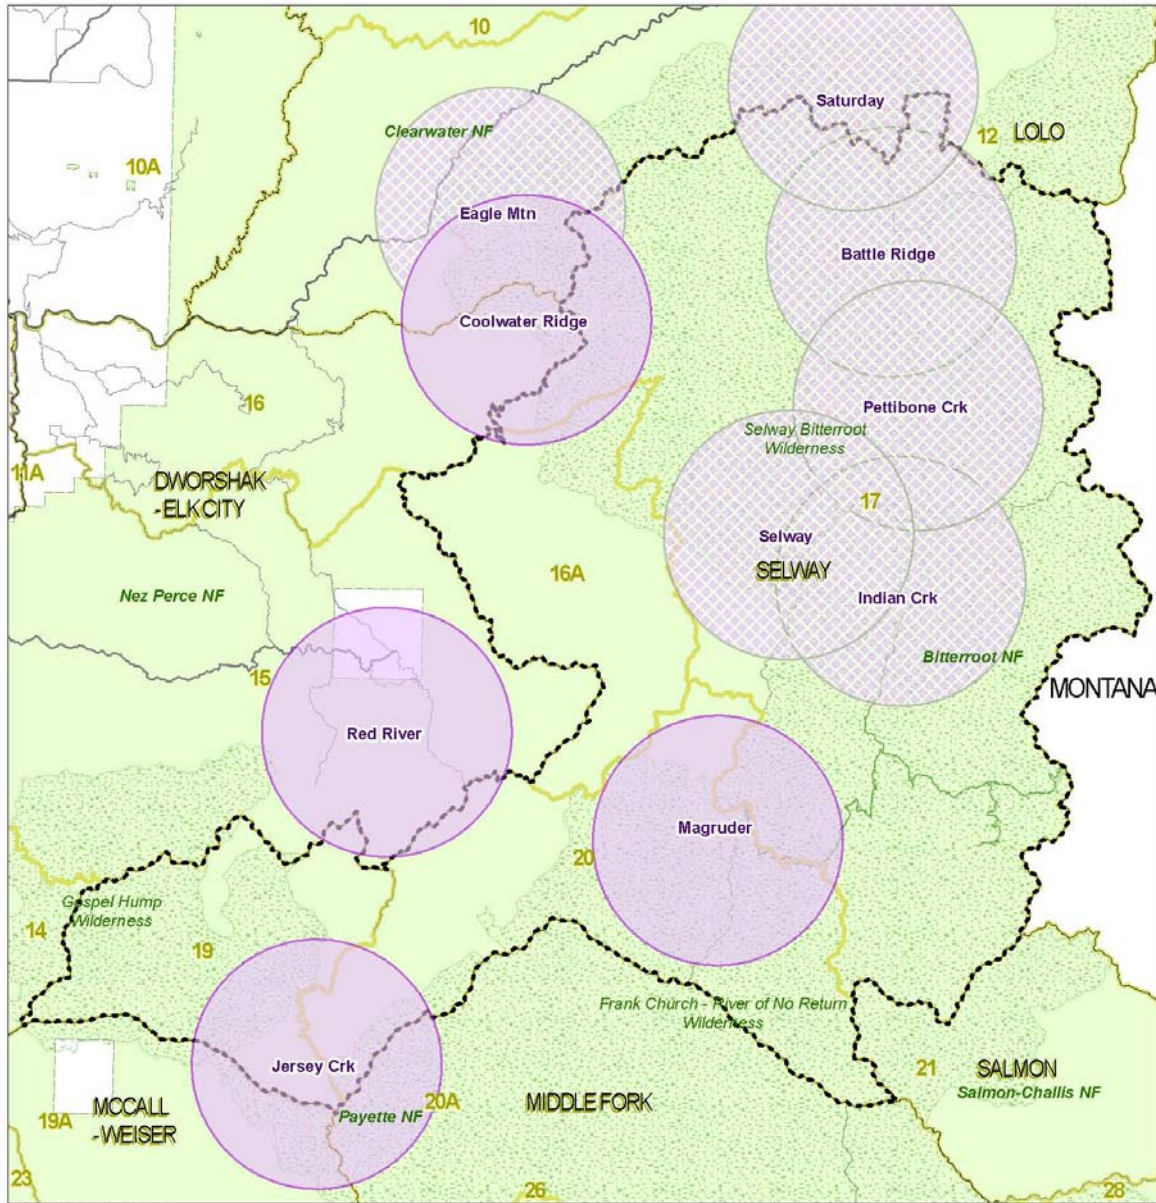 10
Saturday
Clearwater NF
12
LOLO
10A
Eagle Mtn
Battle Ridge
Coolwater Ridge
16
Pettibone Crk
Selway Bitterroot
Wilderness
11A
DWORSHAK
-ELK CITY
17
Selway
16A
SELWAY
Nez Perce NF
Indian Crk
Bitterroot NF
15
MONTANA
Red River
Magruder
20
Gospel Hump
Wilderness
14
19
Frank Church - River of No Return
Wilderness
Jersey Crk
21
SALMON
Salmon-Challis NF
MCCALL
-WEISER
19A
Payette NF
20A
MIDDLE FORK
23
26
28